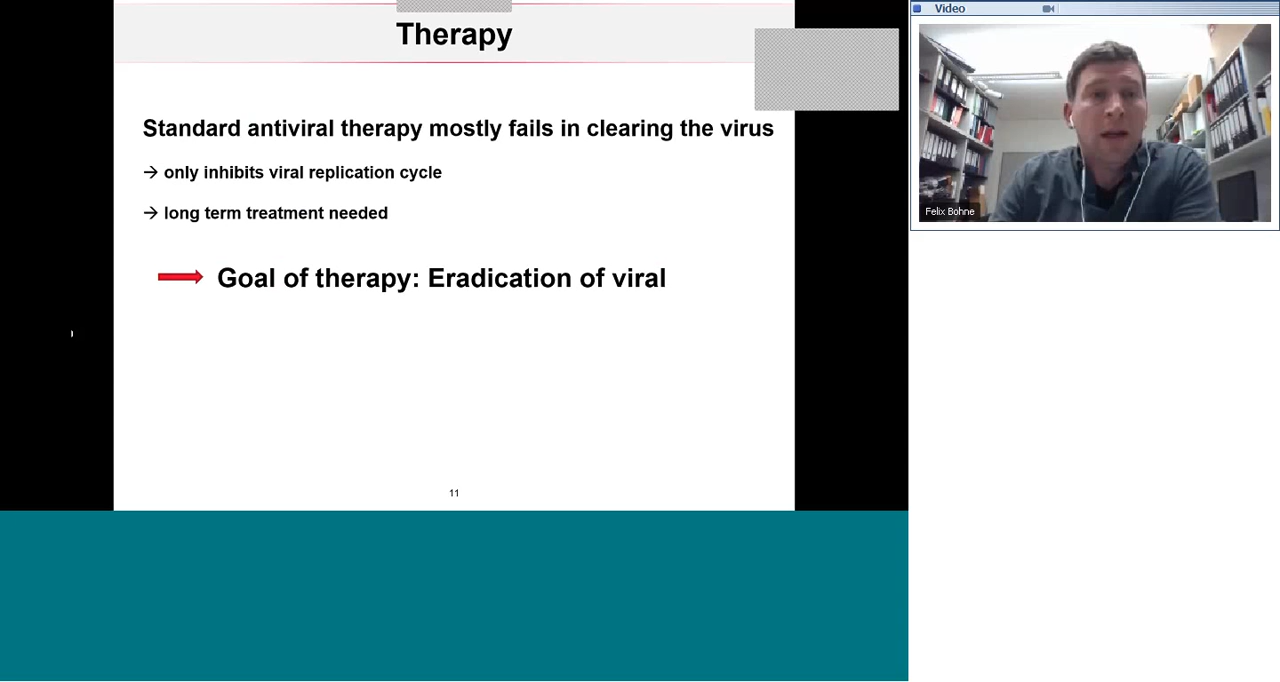 Therapy
Standard antiviral therapy mostly fails in clearing the virus
→ only inhibits viral replication cycle
→ long term treatment needed
Goal of therapy: Eradication of viral
11
Video
Felix Bohne